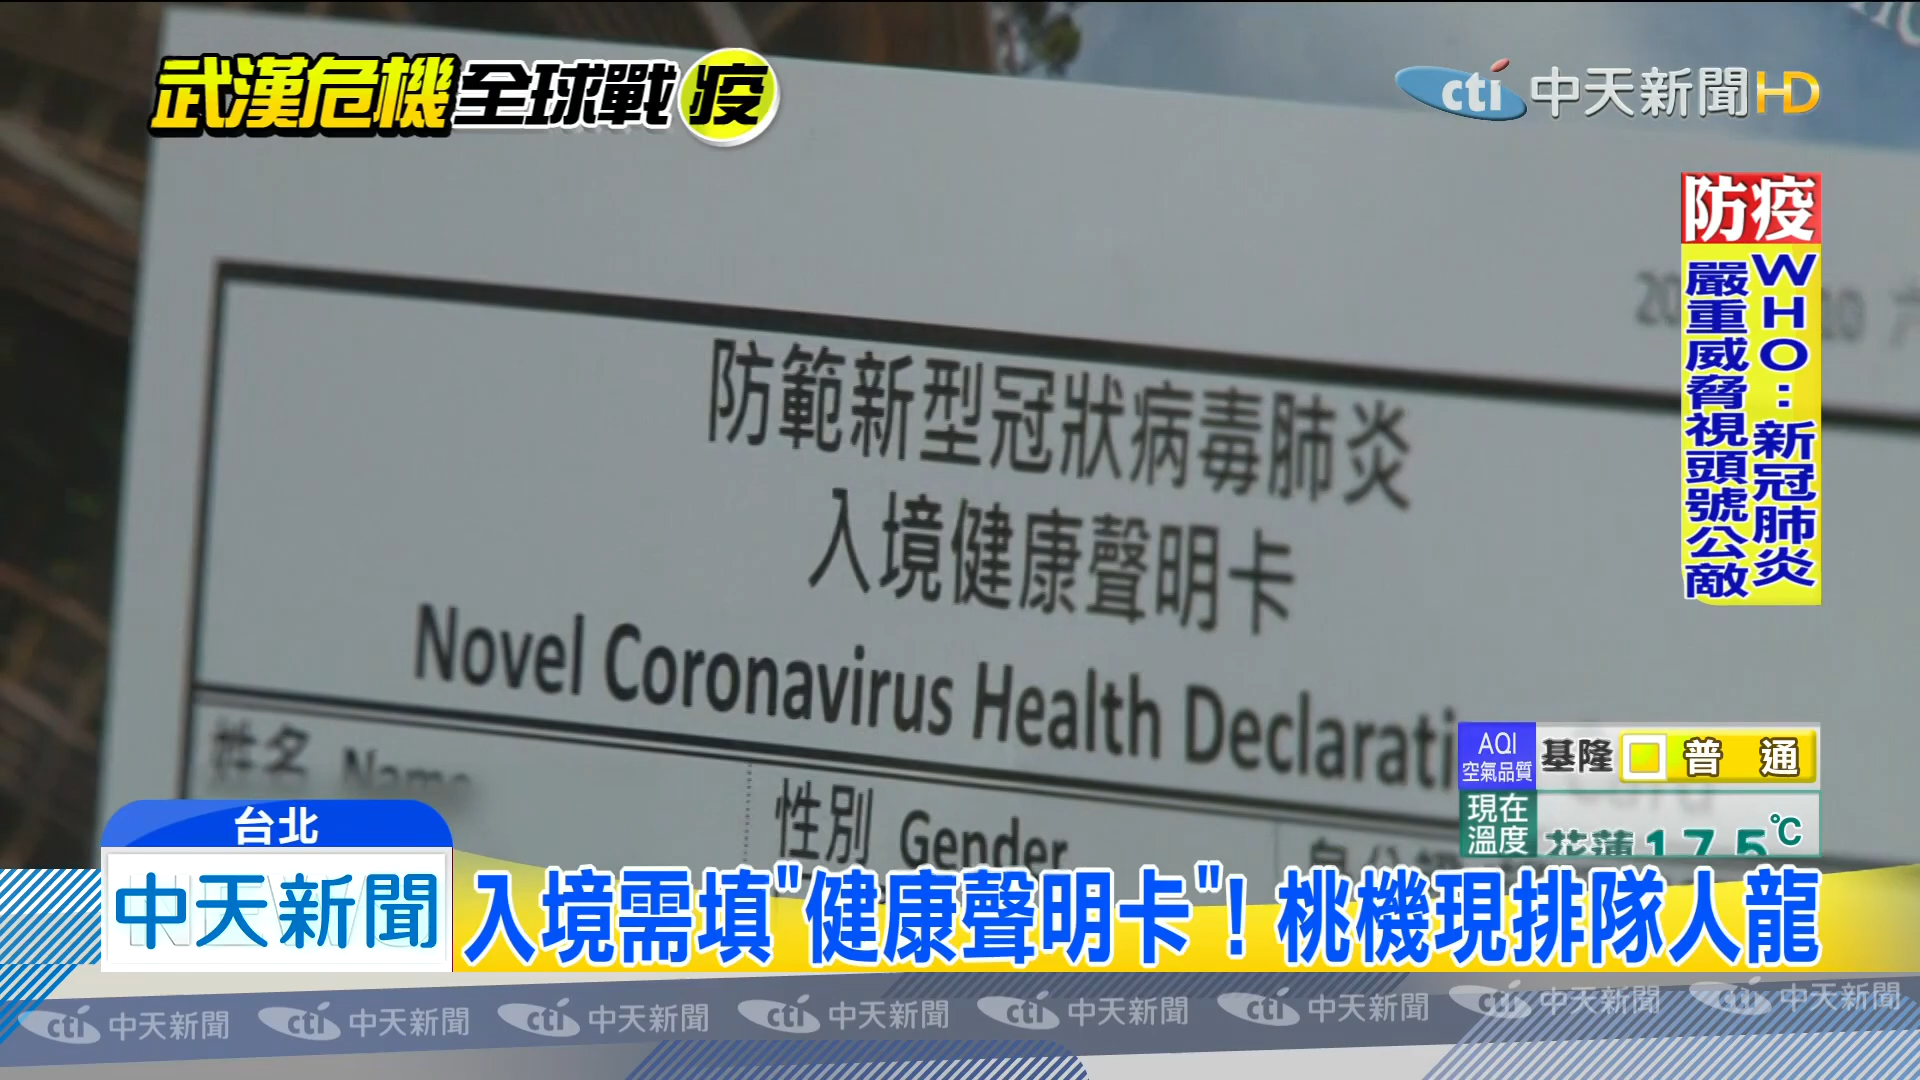 武漢危機全球戰疫
cti 中天新聞HD
防疫
WHO：新冠肺炎
嚴重威脅視頭號公敵
防範新型冠狀病毒肺炎
入境健康聲明卡
Novel Coronavirus Health Declarati
姓名 Name
性別 Gender
AQI
空氣品質
基隆 普通
現在
溫度
花蓮 17.5℃
台北
中天新聞
入境需填"健康聲明卡"! 桃機現排隊人龍
cti 中天新聞 cti 中天新聞 cti 中天新聞 cti 中天新聞 cti 中天新聞 cti 中天新聞 cti 中天新聞 cti 中天新聞